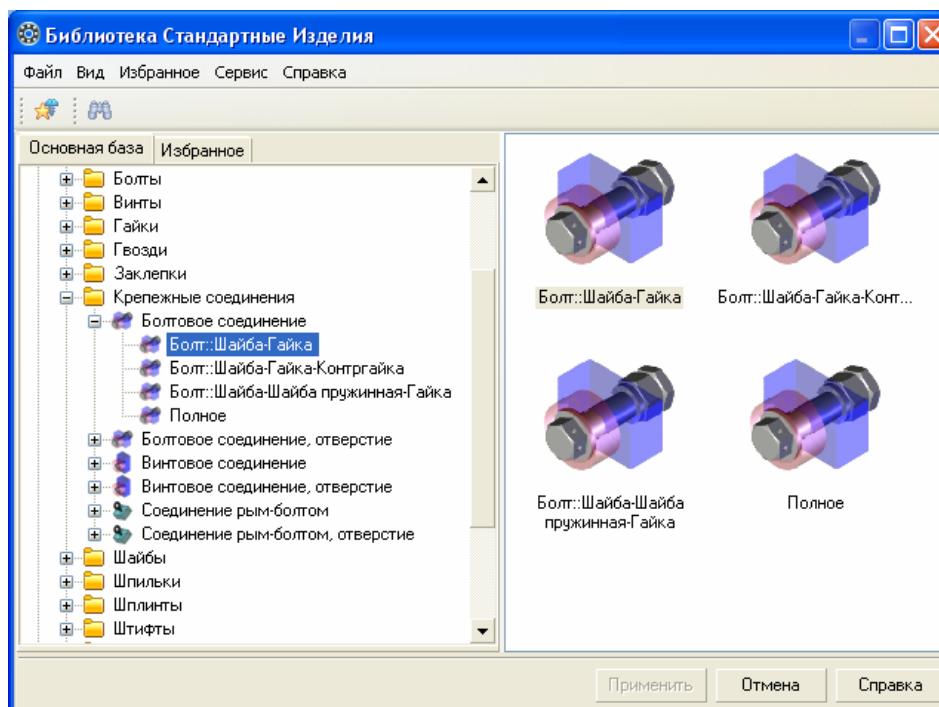 Библиотека Стандартные Изделия
Файл Вид Избранное Сервис Справка
Основная база Избранное
Болты
Винты
Гайки
Гвозди
Заклепки
Крепежные соединения
Болтовое соединение
Болт::Шайба-Гайка
Болт::Шайба-Гайка-Контргайка
Болт::Шайба-Шайба пружинная-Гайка
Полное
Болтовое соединение, отверстие
Винтовое соединение
Винтовое соединение, отверстие
Соединение рым-болтом
Соединение рым-болтом, отверстие
Шайбы
Шпильки
Шплинты
Штифты
Болт::Шайба-Гайка
Болт::Шайба-Гайка-Конт...
Болт::Шайба-Шайба
пружинная-Гайка
Полное
Применить Отмена Справка